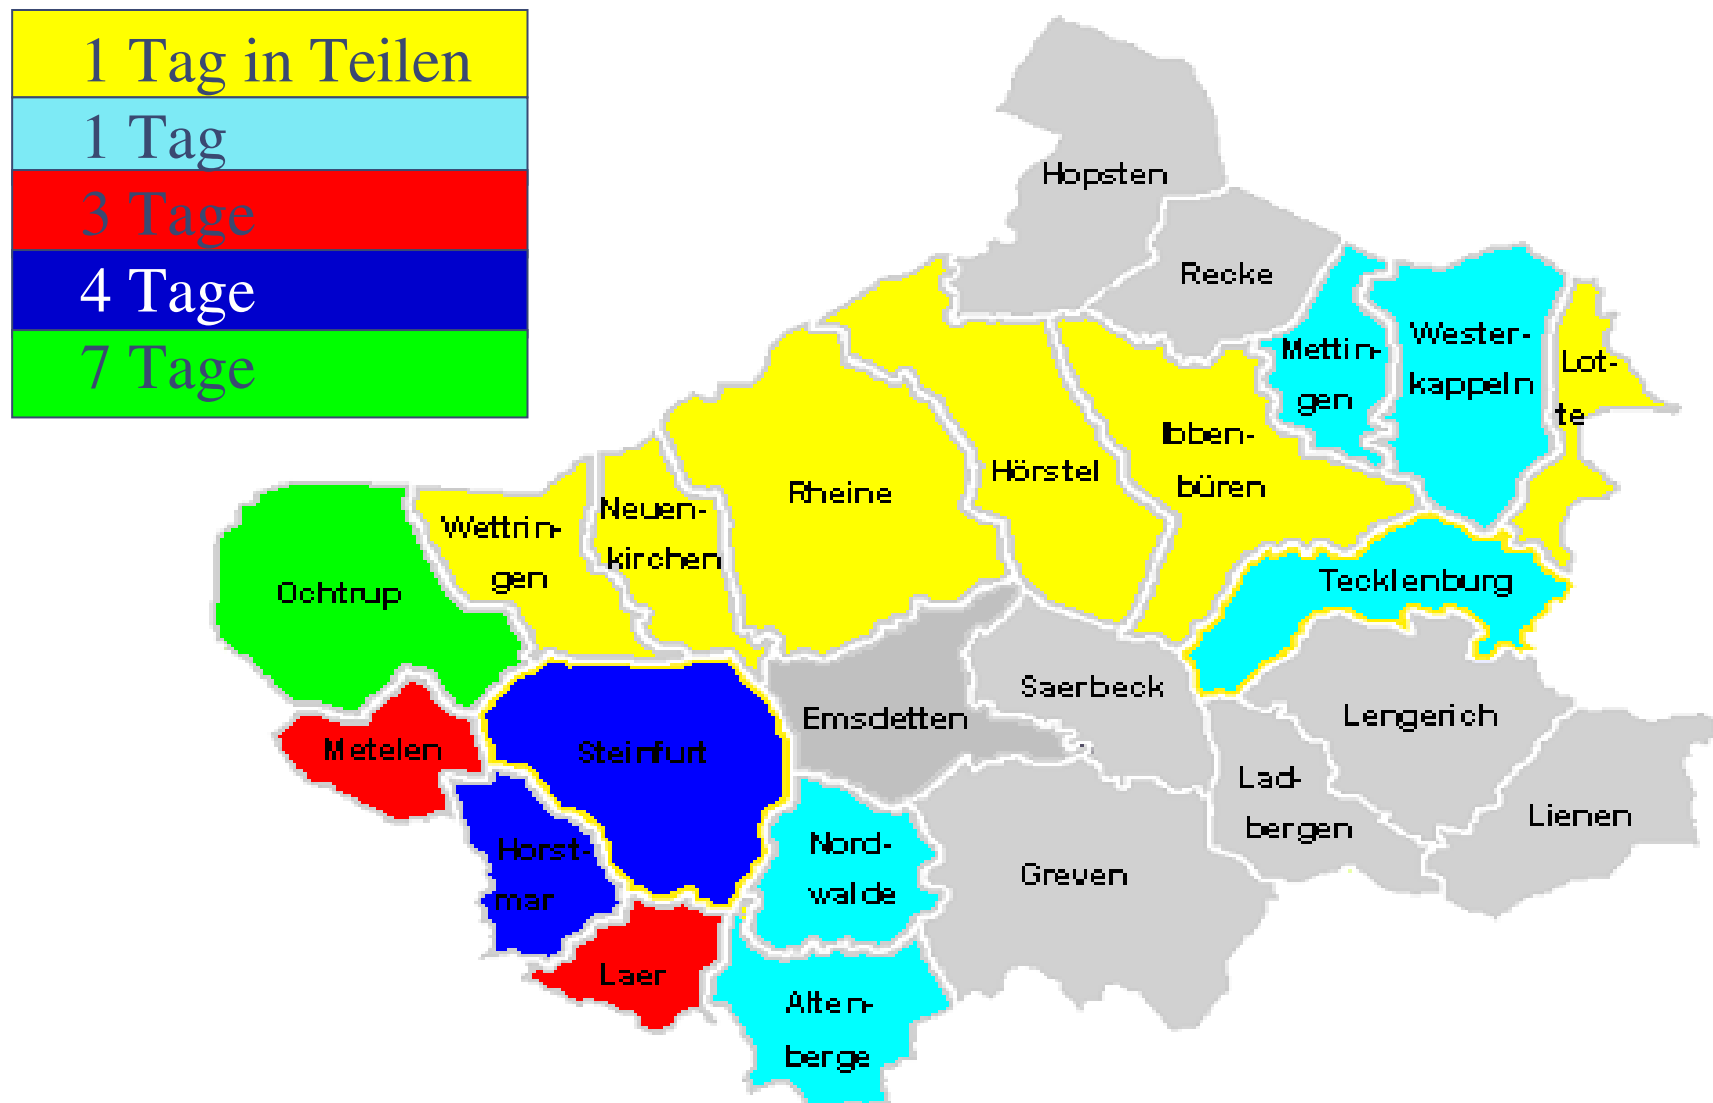 1 Tag in Teilen
1 Tag
3 Tage
4 Tage
7 Tage
Hopsten
Recke
Mettin-
gen
Wester-
kappeln
Lot-
te
Ibben-
büren
Hörstel
Rheine
Neuen-
kirchen
Wettrin-
gen
Ochtrup
Tecklenburg
Metelen
Steinfurt
Emsdetten
Saerbeck
Lengerich
Lad-
bergen
Lienen
Horst-
mar
Nord-
walde
Greven
Laer
Alten-
berge